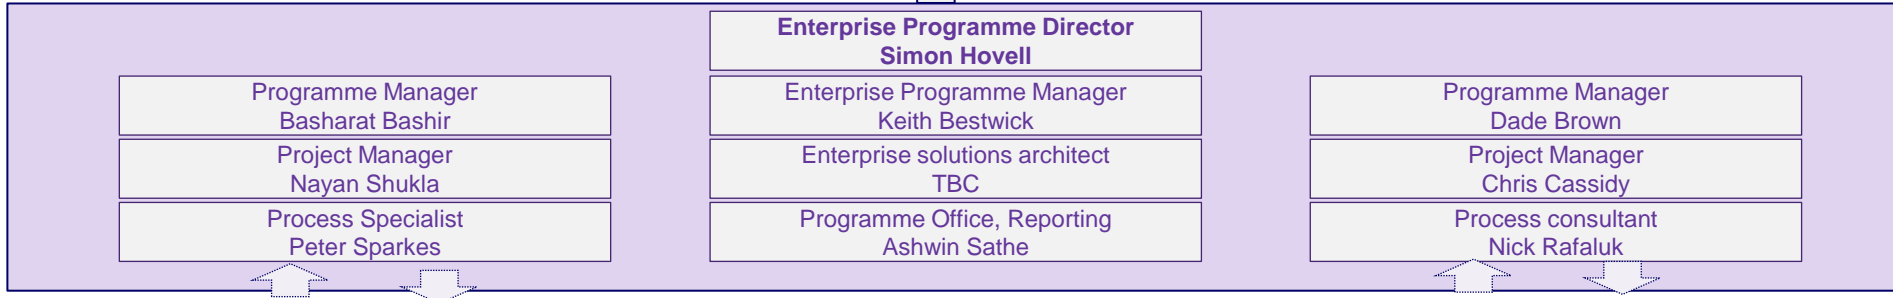 Enterprise Programme Director
Simon Hovell
Programme Manager
Basharat Bashir
Enterprise Programme Manager
Keith Bestwick
Programme Manager
Dade Brown
Project Manager
Nayan Shukla
Enterprise solutions architect
TBC
Project Manager
Chris Cassidy
Process Specialist
Peter Sparkes
Programme Office, Reporting
Ashwin Sathe
Process consultant
Nick Rafaluk